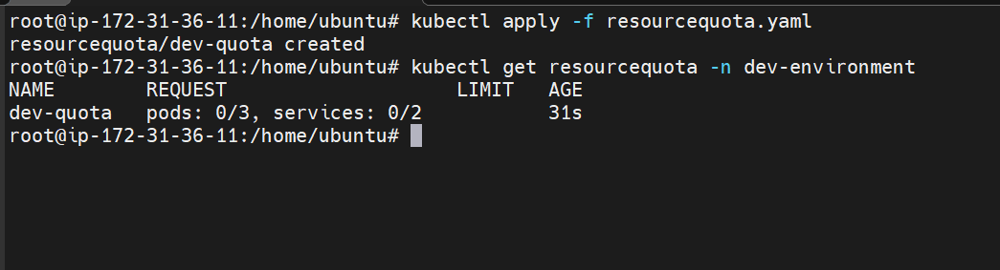 root@ip-172-31-36-11:/home/ubuntu# kubectl apply -f resourcequota.yaml
resourcequota/dev-quota created
root@ip-172-31-36-11:/home/ubuntu# kubectl get resourcequota -n dev-environment
NAME        REQUEST                    LIMIT   AGE
dev-quota   pods: 0/3, services: 0/2           31s
root@ip-172-31-36-11:/home/ubuntu#